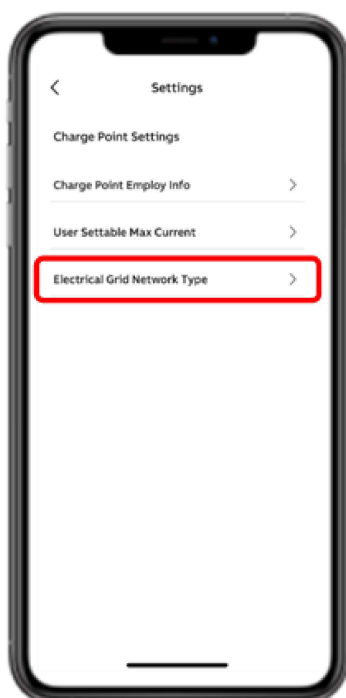 Settings
Charge Point Settings
Charge Point Employ Info
User Settable Max Current
Electrical Grid Network Type